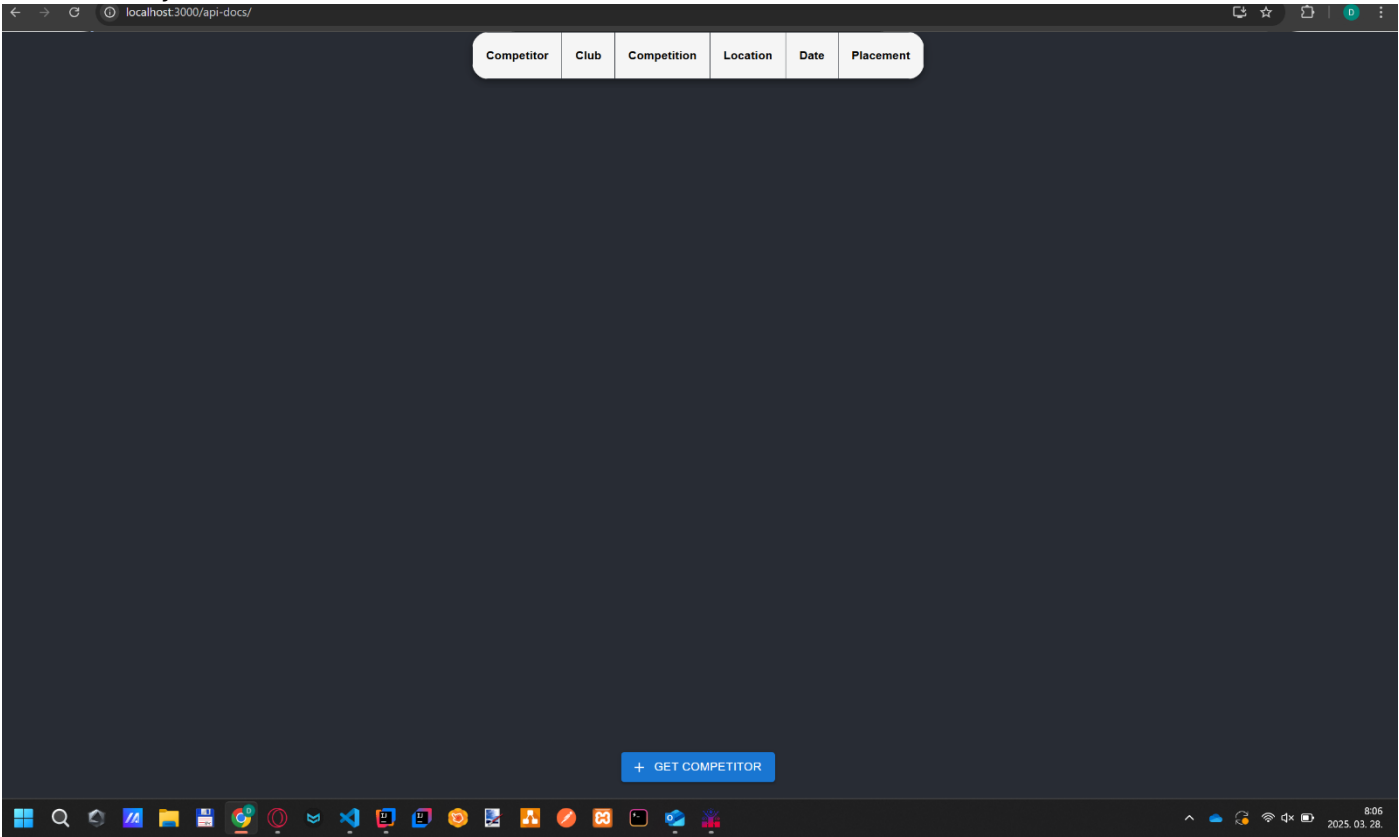 localhost:3000/api-docs/
D
Competitor Club Competition Location Date Placement
+ GET COMPETITOR
8:06
2025. 03. 28.